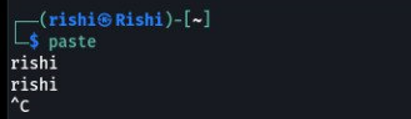 ┌──(rishi㉿Rishi)-[~]
└─$ paste
rishi
rishi
^C